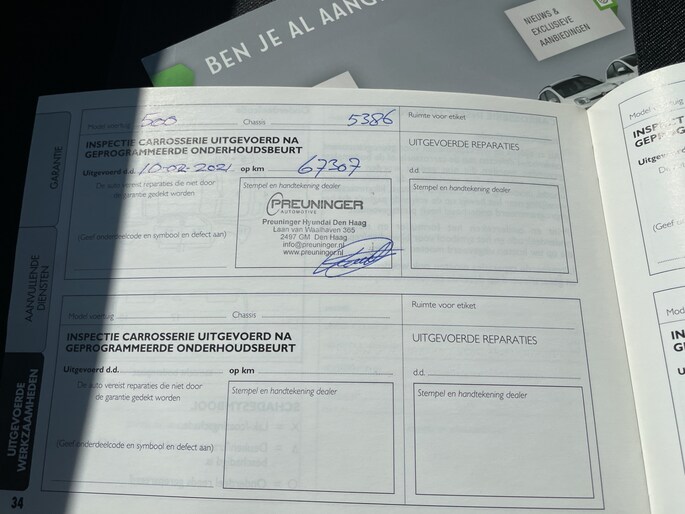 BEN JE AL AANG
NIEUWS &
EXCLUSIEVE
AANBIEDINGEN
GARANTIE
AANVULLENDE
DIENSTEN
UITGEVOERDE
WERKZAAMHEDEN
34
Model voertuig 500 Chassis 5386
INSPECTIE CARROSSERIE UITGEVOERD NA
GEPROGRAMMEERDE ONDERHOUDSBEURT
Uitgevoerd d.d. 10-02-2021 op km 67307
De auto vereist reparaties die niet door
de garantie gedekt worden
(Geef onderdeelcode en symbool en defect aan)
Stempel en handtekening dealer
PREUNINGER
AUTOMOTIVE
Preuninger Hyundai Den Haag
Laan van Waalhaven 365
2497 GM Den Haag
info@preuninger.nl
www.preuninger.nl
Ruimte voor etiket
UITGEVOERDE REPARATIES
d.d.
Stempel en handtekening dealer
Model voertuig Chassis
INSPECTIE CARROSSERIE UITGEVOERD NA
GEPROGRAMMEERDE ONDERHOUDSBEURT
Uitgevoerd d.d. op km
De auto vereist reparaties die niet door
de garantie gedekt worden
(Geef onderdeelcode en symbool en defect aan)
Stempel en handtekening dealer
Ruimte voor etiket
UITGEVOERDE REPARATIES
d.d.
Stempel en handtekening dealer